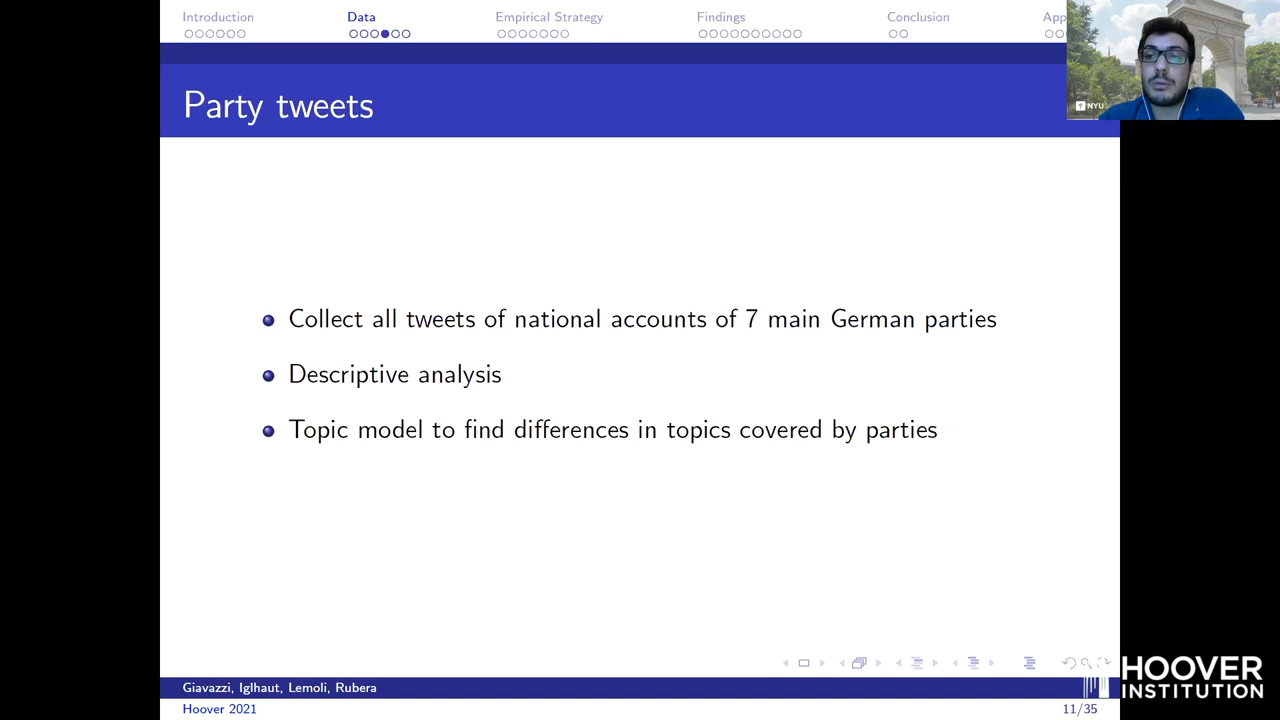 Introduction
Data
Empirical Strategy
Findings
Conclusion
App
NYU
Party tweets
Collect all tweets of national accounts of 7 main German parties
Descriptive analysis
Topic model to find differences in topics covered by parties
Giavazzi, Iglhaut, Lemoli, Rubera
Hoover 2021
11/35
HOOVER
INSTITUTION